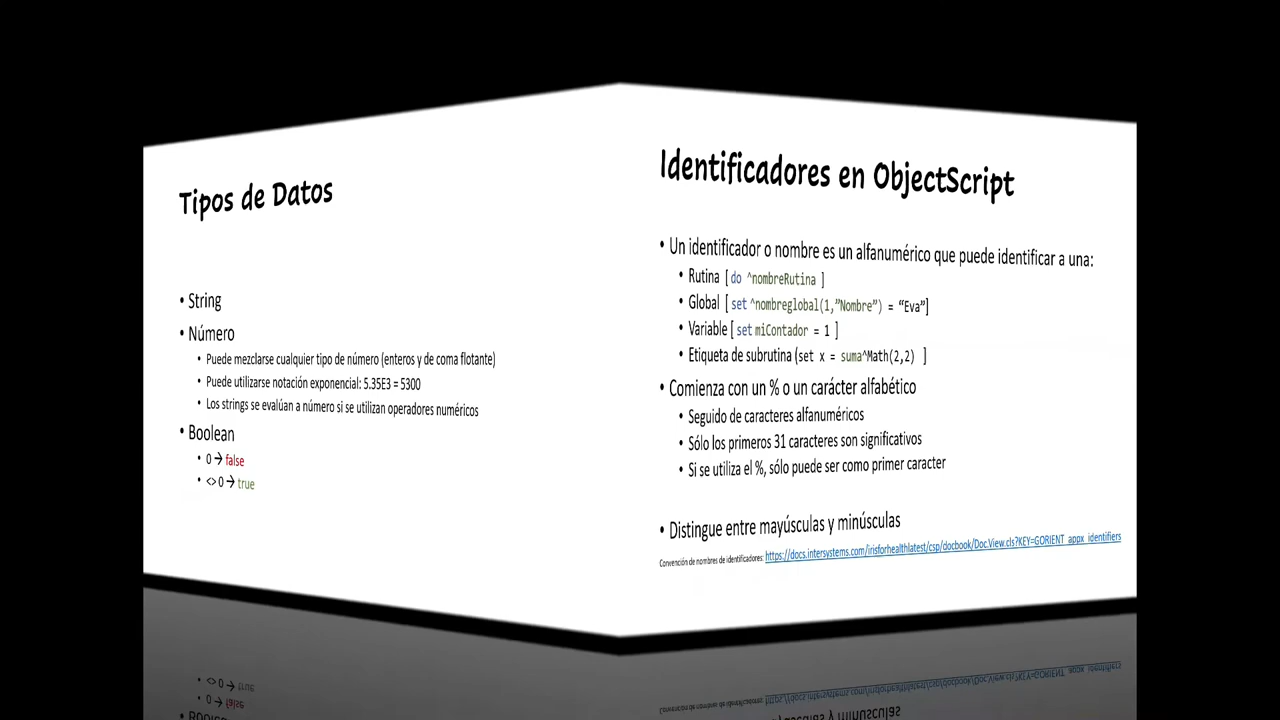 Tipos de Datos
• String
• Número
• Puede mezclarse cualquier tipo de número (enteros y de coma flotante)
• Puede utilizarse notación exponencial: 5.35E3 = 5300
• Los strings se evalúan a número si se utilizan operadores numéricos
• Boolean
• 0 → false
• <> 0 → true
Identificadores en ObjectScript
• Un identificador o nombre es un alfanumérico que puede identificar a una:
• Rutina [ do ^nombreRutina ]
• Global [ set ^nombreglobal(1,”Nombre”) = “Eva”]
• Variable [ set miContador = 1 ]
• Etiqueta de subrutina (set x = suma^Math(2,2) ]
• Comienza con un % o un carácter alfabético
• Seguido de caracteres alfanuméricos
• Sólo los primeros 31 caracteres son significativos
• Si se utiliza el %, sólo puede ser como primer caracter
• Distingue entre mayúsculas y minúsculas
Convención de nombres de identificadores: https://docs.intersystems.com/irisforhealthlatest/csp/docbook/Doc.View.cls?KEY=GORIENT_appx_identifiers